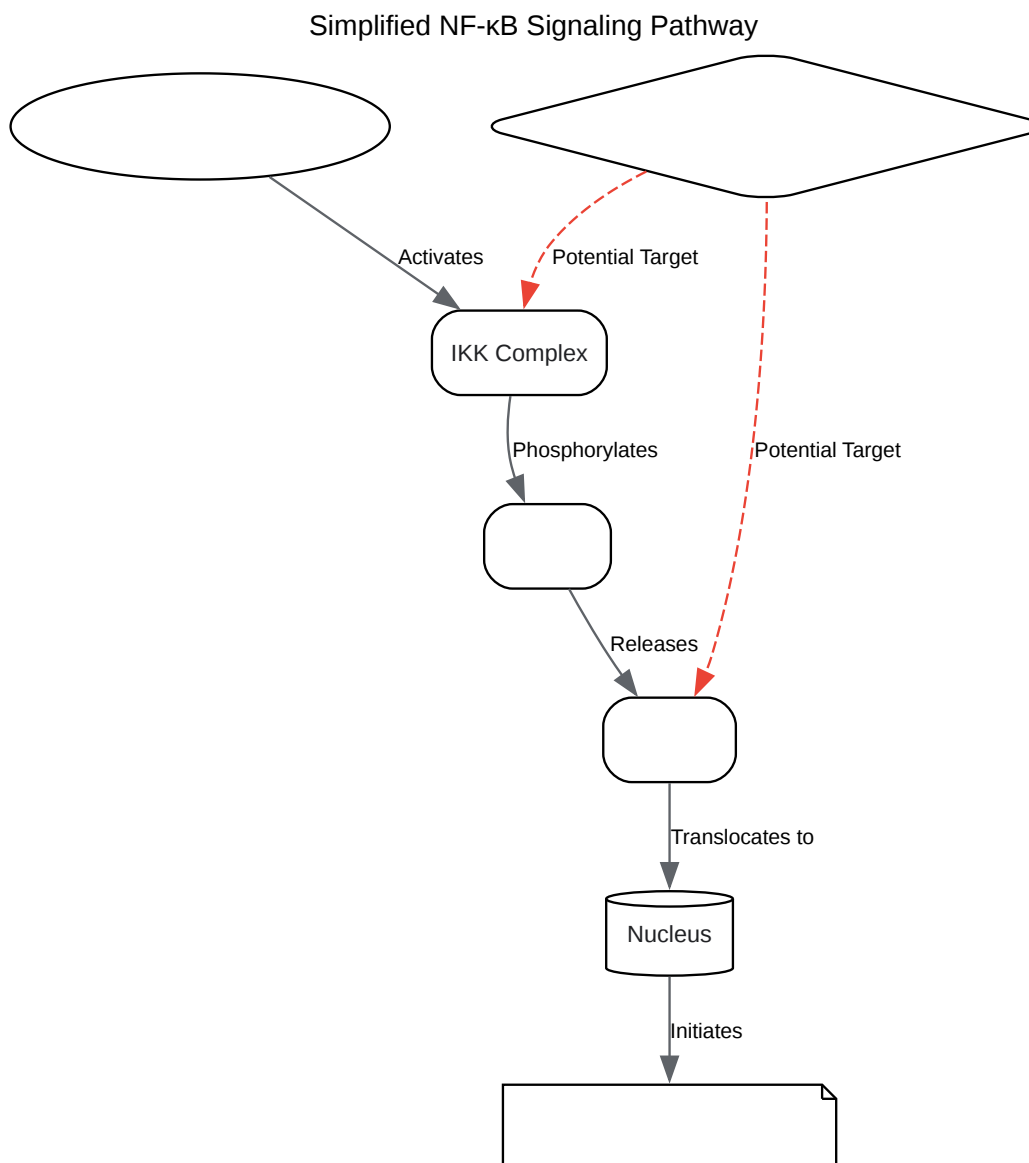 Simplified NF-κB Signaling Pathway
Activates
Potential Target
IKK Complex
Phosphorylates
Potential Target
Releases
Translocates to
Nucleus
Initiates